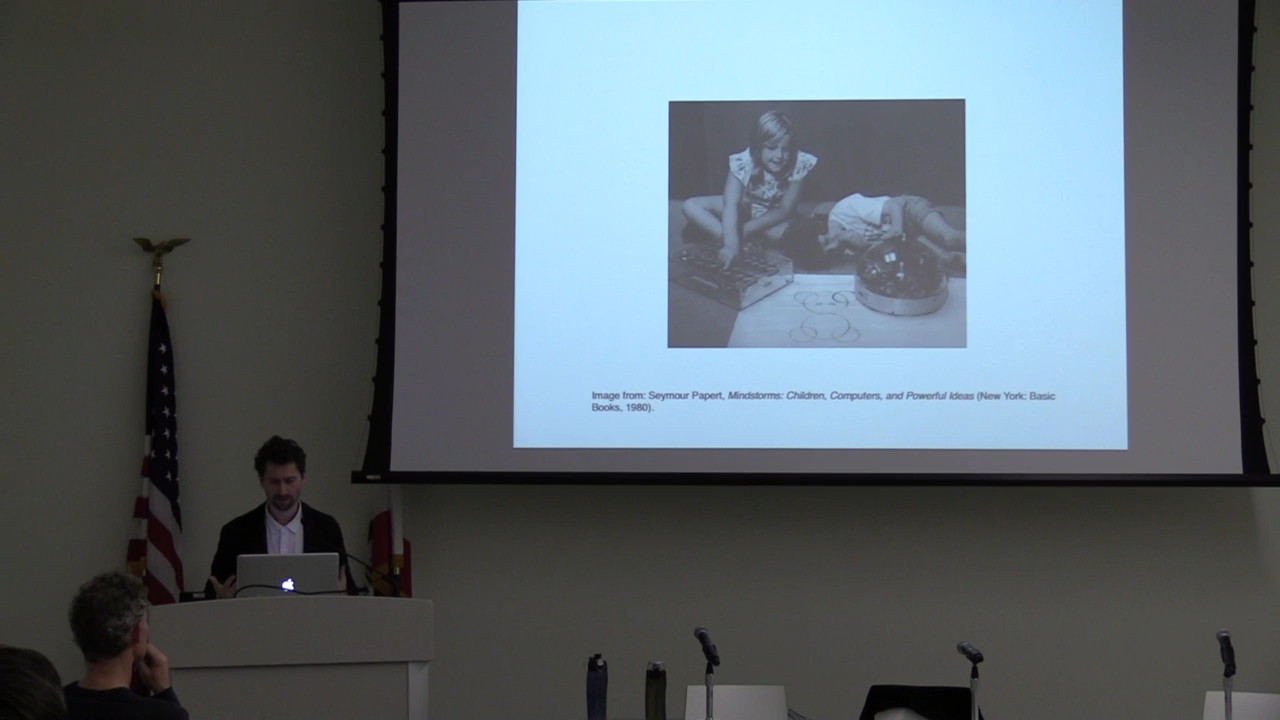 Image from: Seymour Papert, Mindstorms: Children, Computers, and Powerful Ideas (New York: Basic
Books, 1980).